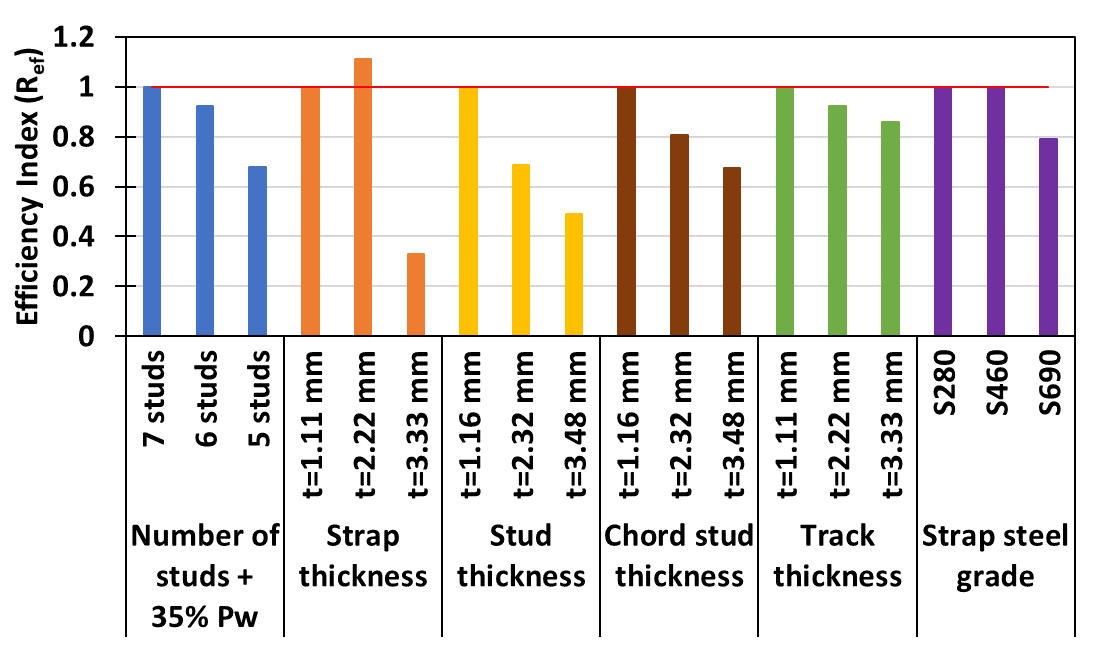 Efficiency Index (Ref)
1.2
1
0.8
0.6
0.4
0.2
0
7 studs
6 studs
5 studs
t=1.11 mm
t=2.22 mm
t=3.33 mm
t=1.16 mm
t=2.32 mm
t=3.48 mm
t=1.16 mm
t=2.32 mm
t=3.48 mm
t=1.11 mm
t=2.22 mm
t=3.33 mm
S280
S460
S690
Number of
studs +
35% Pw
Strap
thickness
Stud
thickness
Chord stud
thickness
Track
thickness
Strap steel
grade